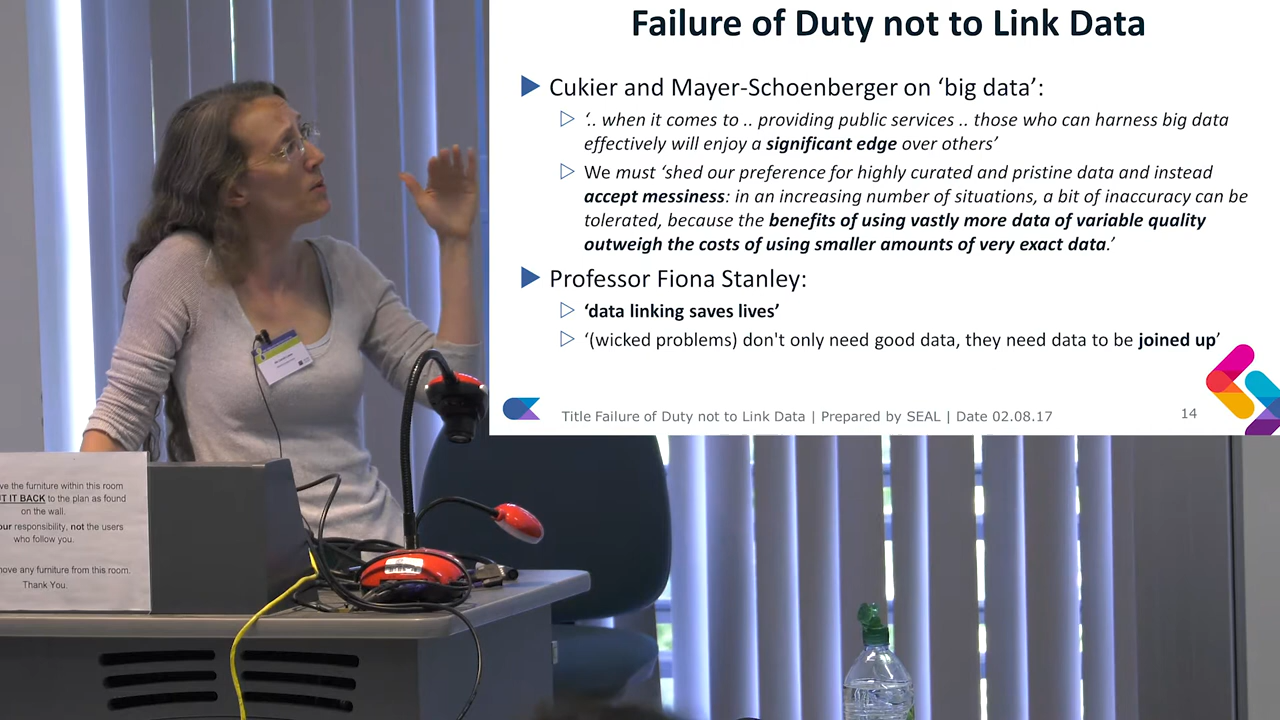 Failure of Duty not to Link Data
Cukier and Mayer-Schoenberger on ‘big data’:
‘.. when it comes to .. providing public services .. those who can harness big data
effectively will enjoy a significant edge over others’
We must ‘shed our preference for highly curated and pristine data and instead
accept messiness: in an increasing number of situations, a bit of inaccuracy can be
tolerated, because the benefits of using vastly more data of variable quality
outweigh the costs of using smaller amounts of very exact data.’
Professor Fiona Stanley:
‘data linking saves lives’
‘(wicked problems) don't only need good data, they need data to be joined up’
Title Failure of Duty not to Link Data | Prepared by SEAL | Date 02.08.17
14
ve the furniture within this room
T IT BACK to the plan as found
on the wall.
our responsibility, not the users
who follow you.
move any furniture from this room.
Thank You.